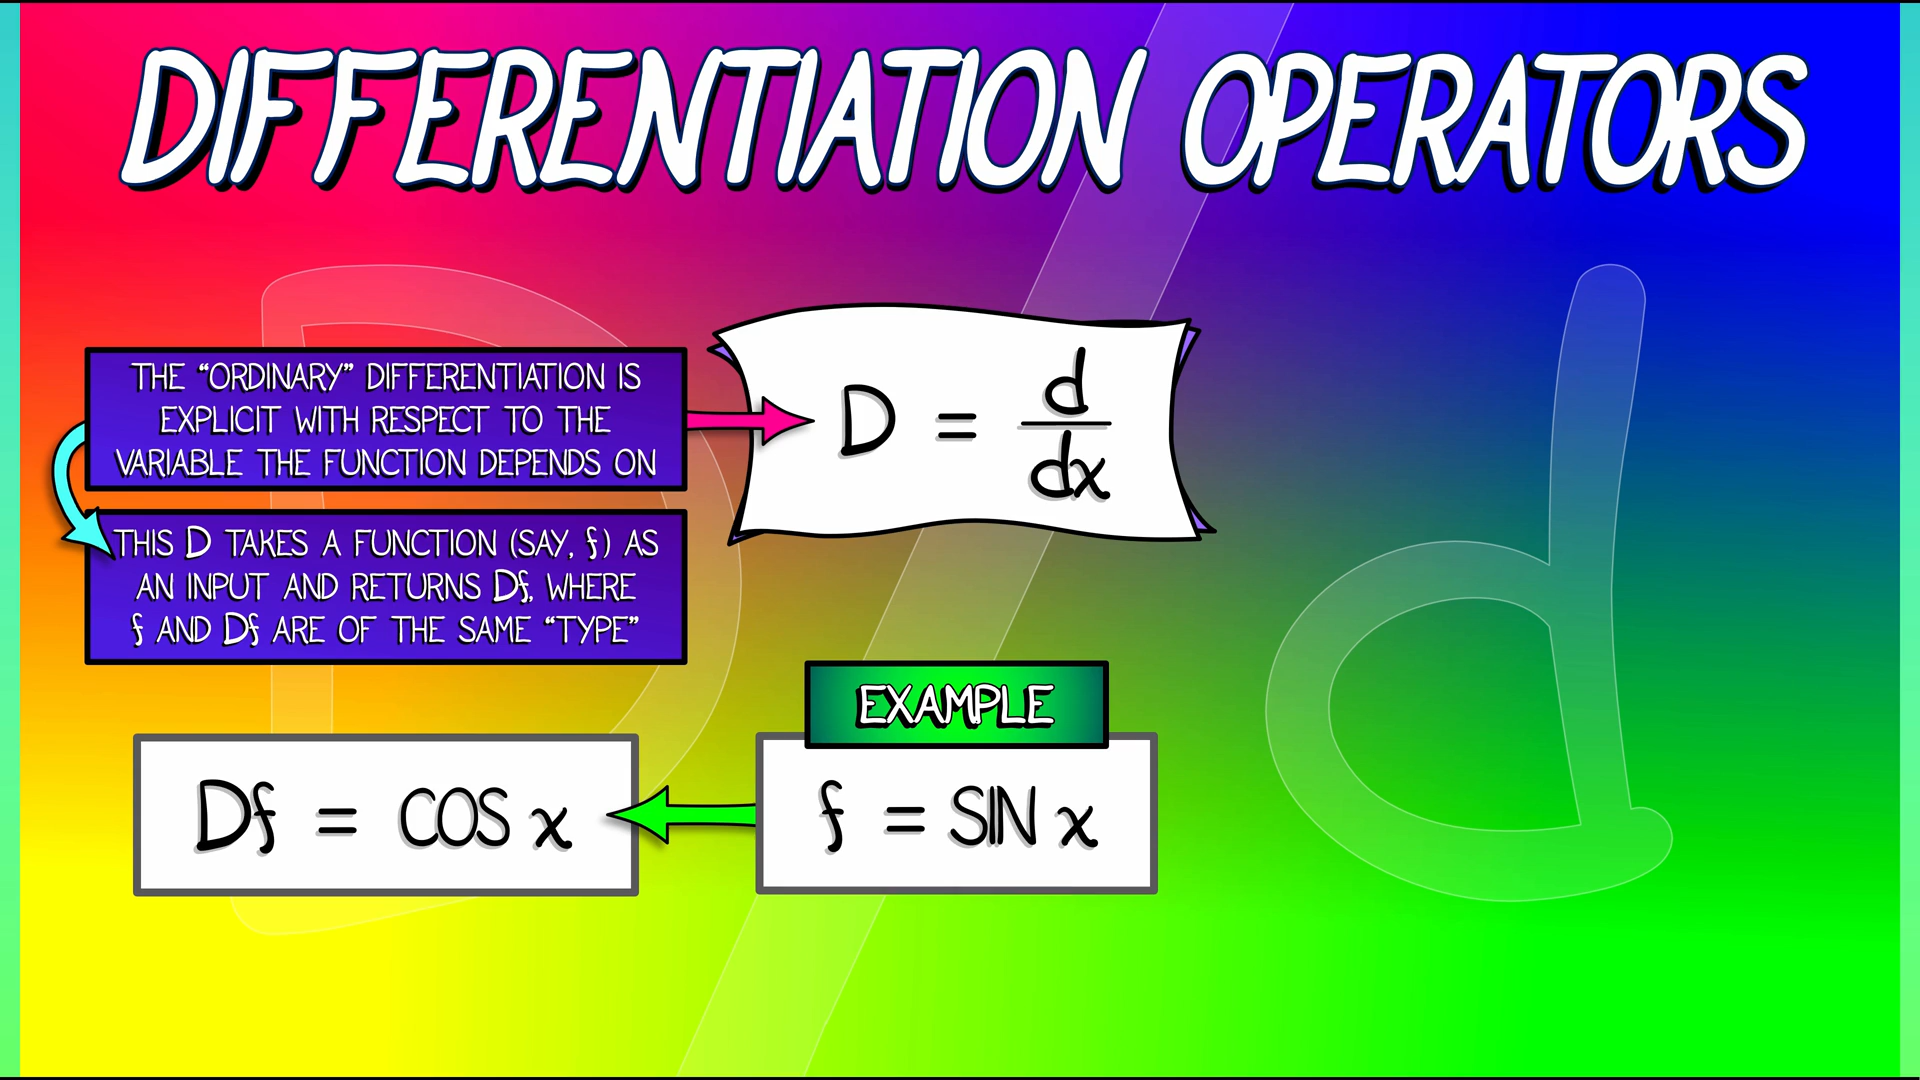 DIFFERENTIATION OPERATORS
THE “ORDINARY” DIFFERENTIATION IS
EXPLICIT WITH RESPECT TO THE
VARIABLE THE FUNCTION DEPENDS ON
D = d/dx
THIS D TAKES A FUNCTION (SAY, f) AS
AN INPUT AND RETURNS Df, WHERE
f AND Df ARE OF THE SAME “TYPE”
EXAMPLE
Df = COS x
f = SIN x
D/d